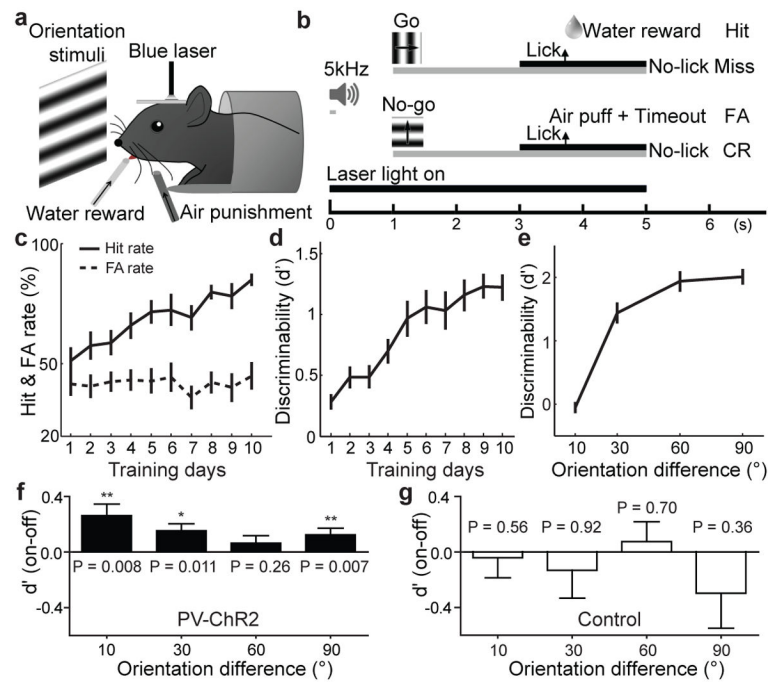 a
Orientation
stimuli
Blue laser
Water reward
Air punishment
b
Go
Water reward Hit
Lick
No-lick Miss
5kHz
No-go
Air puff + Timeout FA
Lick
No-lick CR
Laser light on
0 1 2 3 4 5 6 (s)
c
Hit rate
FA rate
Hit & FA rate (%)
100
50
20
1 2 3 4 5 6 7 8 9 10
Training days
d
Discriminability (d')
1.5
1
0.5
0
1 2 3 4 5 6 7 8 9 10
Training days
e
Discriminability (d')
2
1
0
10 30 60 90
Orientation difference (°)
f
d' (on-off)
0.4
0.0
-0.4
** * **
P = 0.008 P = 0.011 P = 0.26 P = 0.007
PV-ChR2
10 30 60 90
Orientation difference (°)
g
d' (on-off)
0.4
0.0
-0.4
P = 0.56 P = 0.92 P = 0.70 P = 0.36
Control
10 30 60 90
Orientation difference (°)